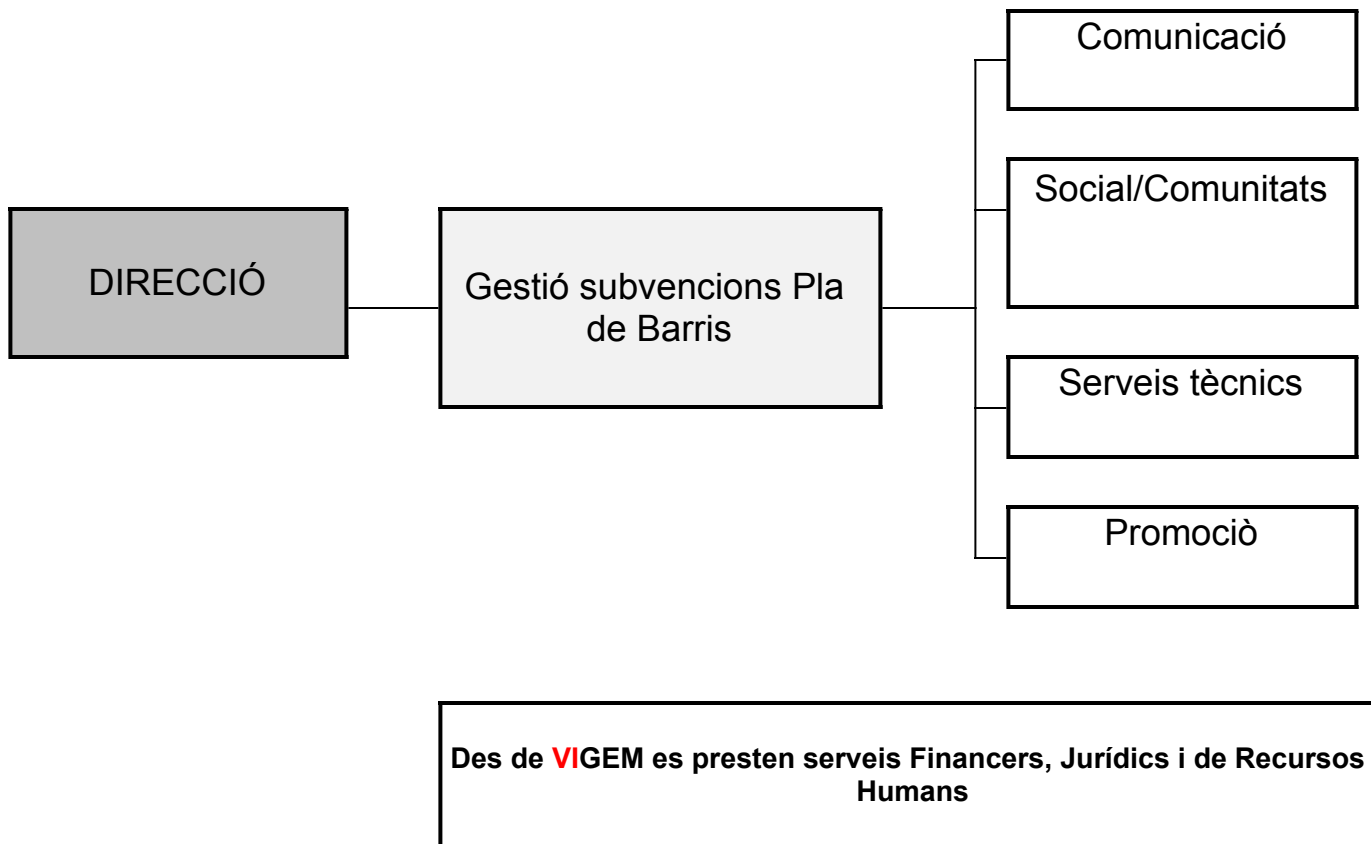 Comunicació
Social/Comunitats
DIRECCIÓ
Gestió subvencions Pla
de Barris
Serveis tècnics
Promociò
Des de VIGEM es presten serveis Financers, Jurídics i de Recursos
Humans